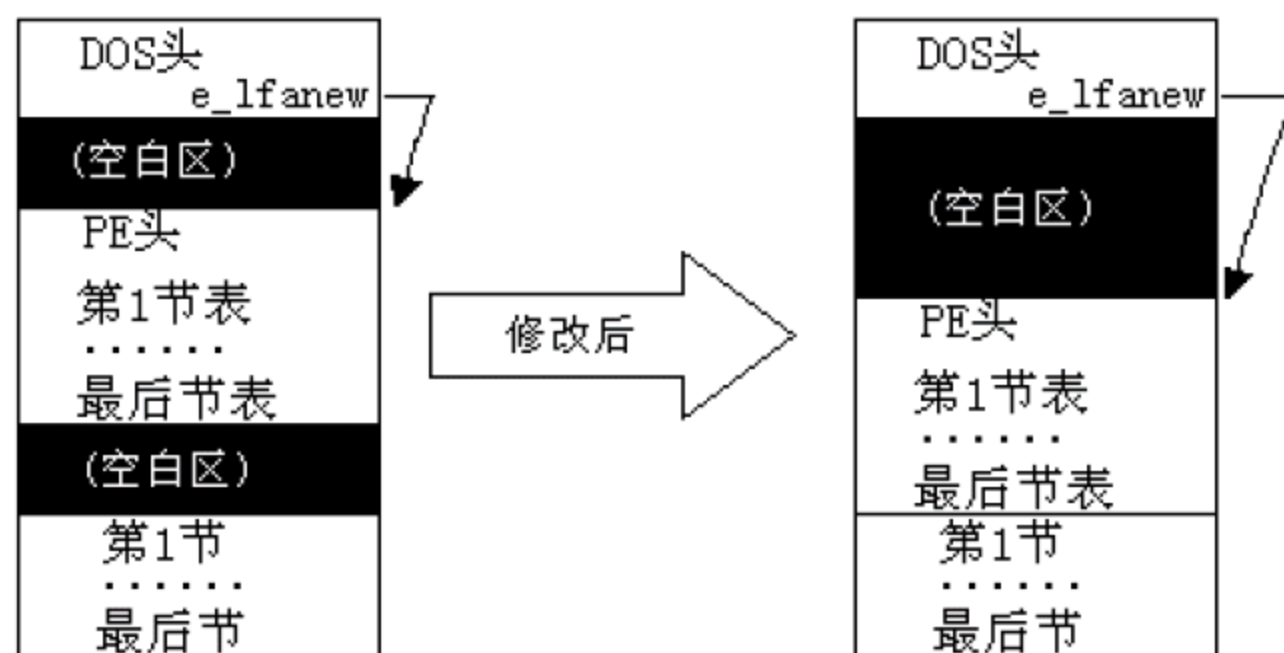 DOS头
e_lfanew
(空白区)
PE头
第1节表
······
最后节表
(空白区)
第1节
······
最后节
修改后
DOS头
e_lfanew
(空白区)
PE头
第1节表
······
最后节表
第1节
······
最后节